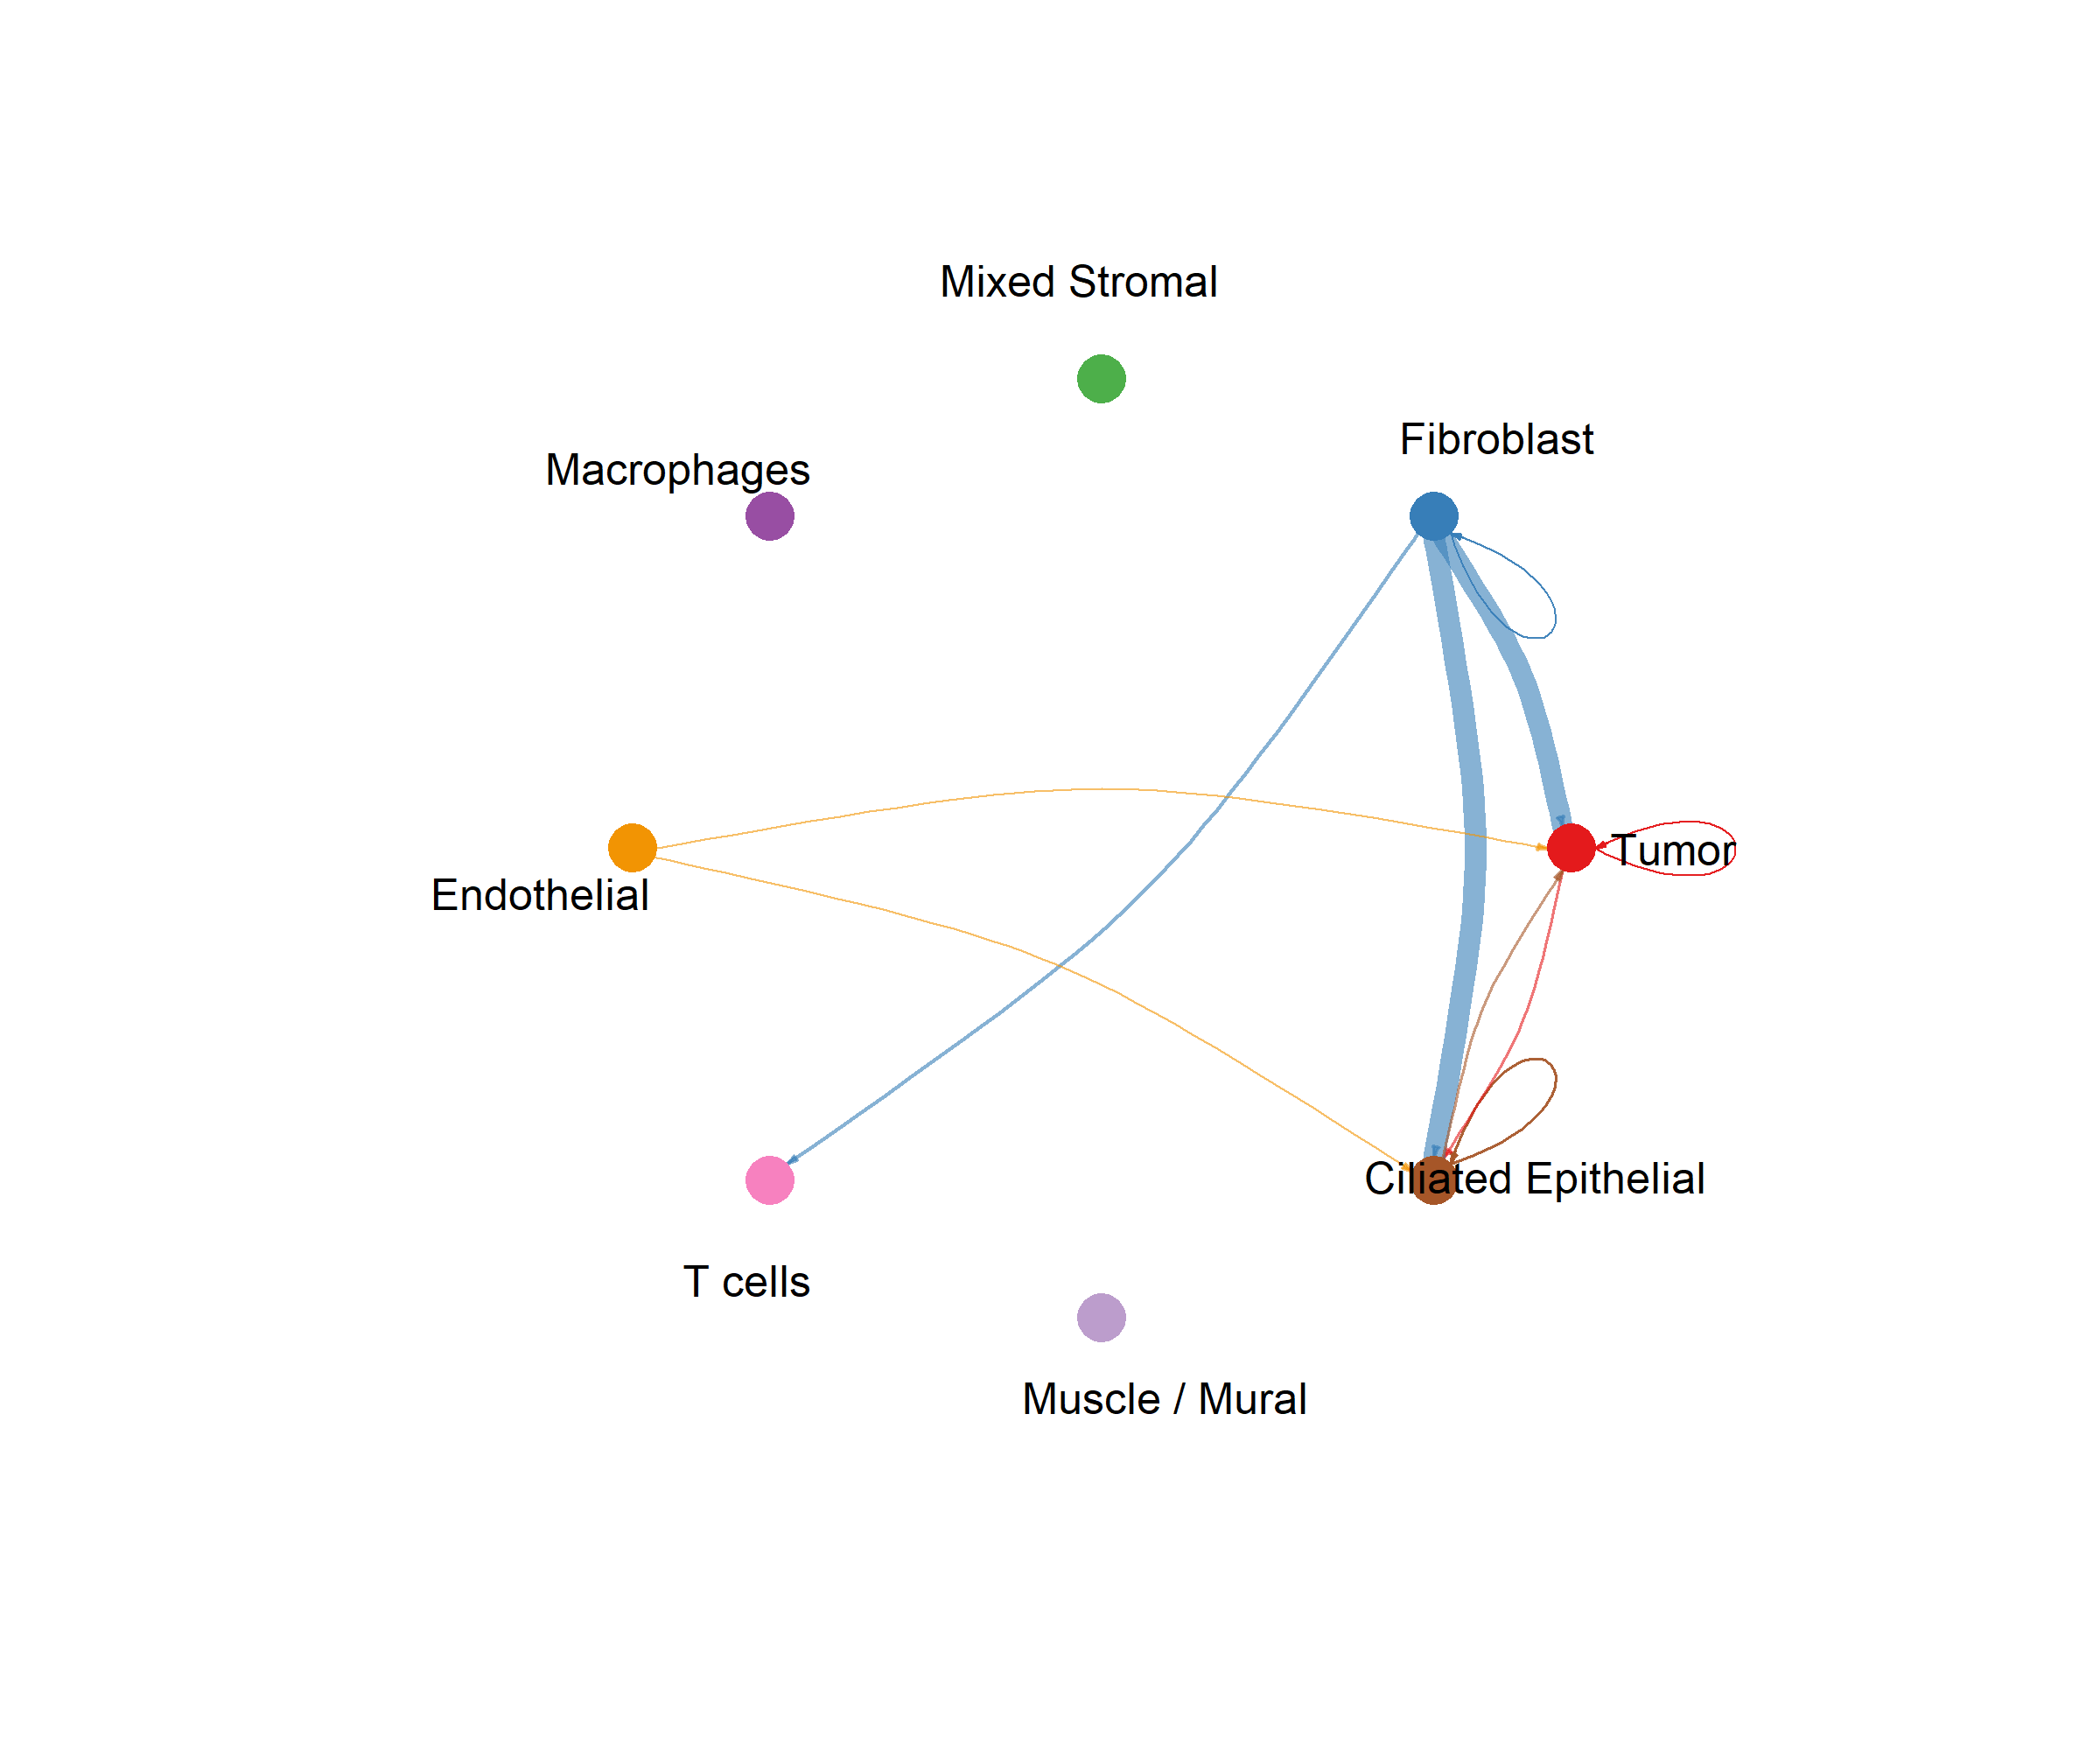 Mixed Stromal
Fibroblast
Macrophages
Tumor
Endothelial
Ciliated Epithelial
T cells
Muscle / Mural